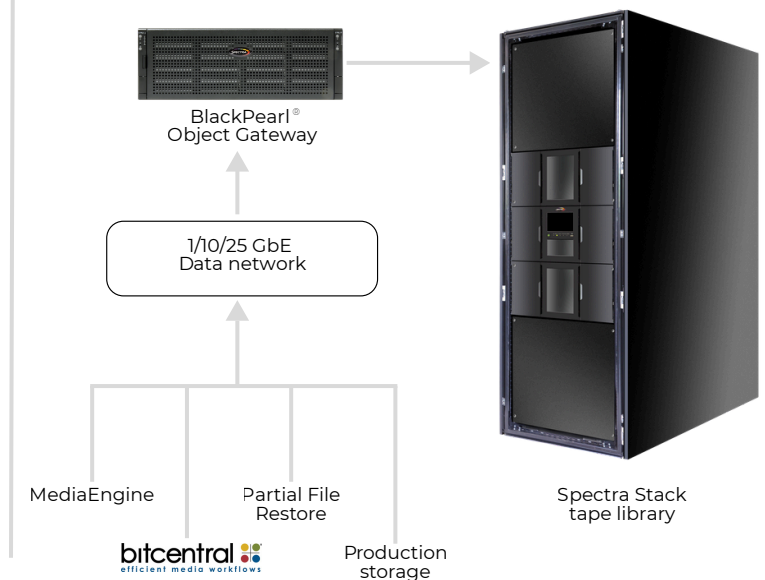 SPECTRA
BlackPearl®
Object Gateway
1/10/25 GbE
Data network
MediaEngine
Partial File
Restore
bitcentral
efficient media workflows
Production
storage
Spectra Stack
tape library